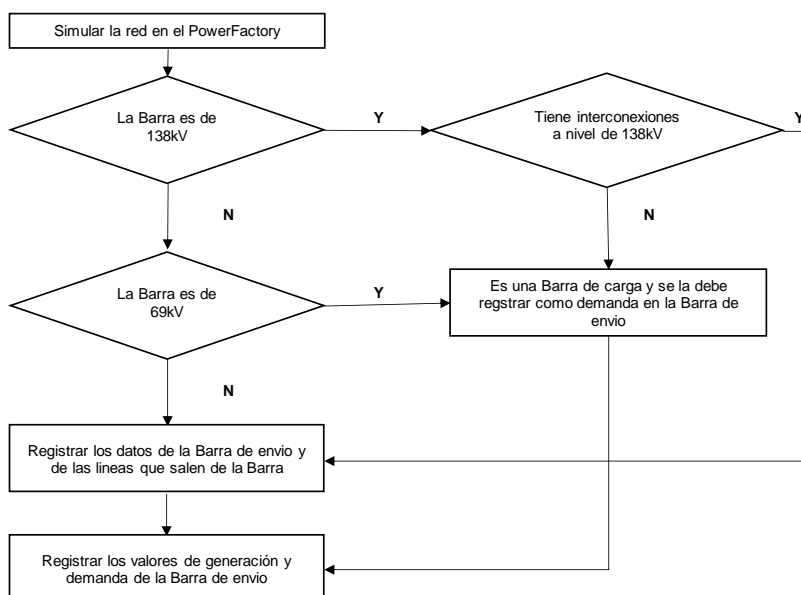 Simular la red en el PowerFactory
La Barra es de
138kV
Y
Tiene interconexiones
a nivel de 138kV
Y
N
N
La Barra es de
69kV
Y
Es una Barra de carga y se la debe
regstrar como demanda en la Barra de
envio
N
Registrar los datos de la Barra de envio y
de las lineas que salen de la Barra
Registrar los valores de generación y
demanda de la Barra de envio